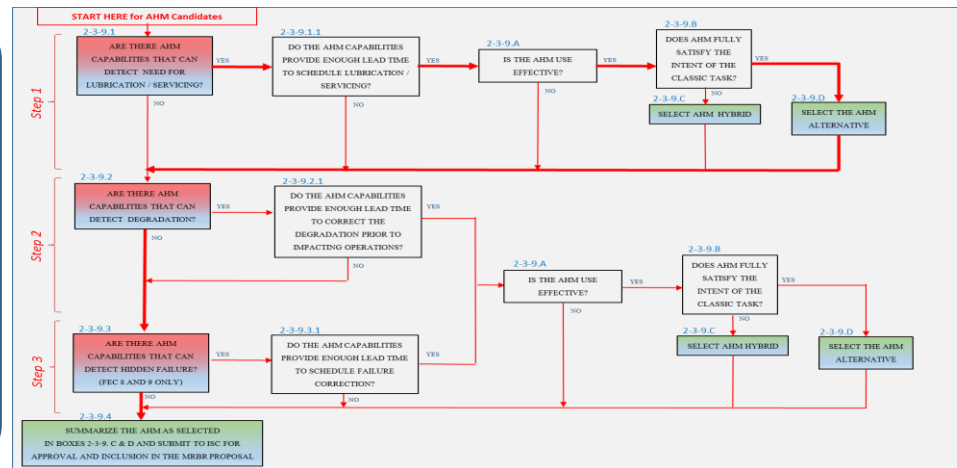 START HERE for AHM Candidates
Step 1
2-3-9.1
ARE THERE AHM
CAPABILITIES THAT CAN
DETECT NEED FOR
LUBRICATION / SERVICING?
YES
NO
2-3-9.1.1
DO THE AHM CAPABILITIES
PROVIDE ENOUGH LEAD TIME
TO SCHEDULE LUBRICATION /
SERVICING?
YES
NO
2-3-9.A
IS THE AHM USE
EFFECTIVE?
YES
NO
2-3-9.B
DOES AHM FULLY
SATISFY THE
INTENT OF THE
CLASSIC TASK?
YES
NO
2-3-9.C
SELECT AHM HYBRID
2-3-9.D
SELECT THE AHM
ALTERNATIVE
Step 2
2-3-9.2
ARE THERE AHM
CAPABILITIES THAT CAN
DETECT DEGRADATION?
YES
NO
2-3-9.2.1
DO THE AHM CAPABILITIES
PROVIDE ENOUGH LEAD TIME
TO CORRECT THE
DEGRADATION PRIOR TO
IMPACTING OPERATIONS?
YES
NO
2-3-9.A
IS THE AHM USE
EFFECTIVE?
YES
NO
2-3-9.B
DOES AHM FULLY
SATISFY THE
INTENT OF THE
CLASSIC TASK?
YES
NO
2-3-9.C
SELECT AHM HYBRID
2-3-9.D
SELECT THE AHM
ALTERNATIVE
Step 3
2-3-9.3
ARE THERE AHM
CAPABILITIES THAT CAN
DETECT HIDDEN FAILURE?
(FEC 8 AND 9 ONLY)
YES
NO
2-3-9.3.1
DO THE AHM CAPABILITIES
PROVIDE ENOUGH LEAD TIME
TO SCHEDULE FAILURE
CORRECTION?
YES
NO
2-3-9.4
SUMMARIZE THE AHM AS SELECTED
IN BOXES 2-3-9. C & D AND SUBMIT TO ISC FOR
APPROVAL AND INCLUSION IN THE MRBR PROPOSAL